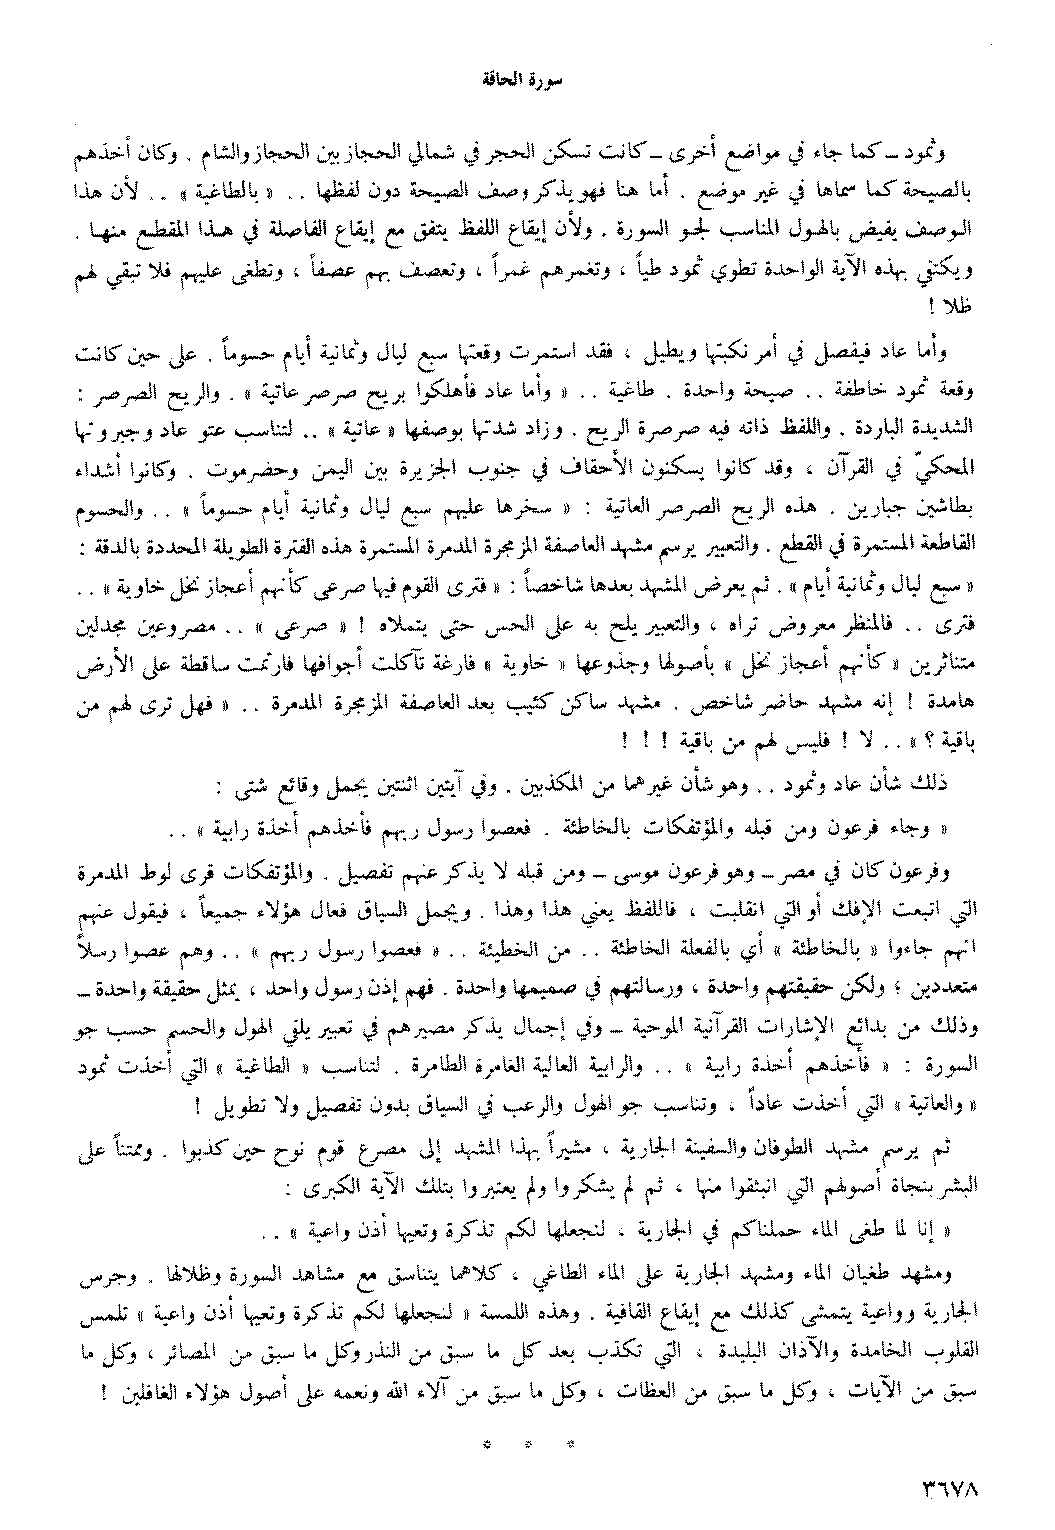 سورة الحاقة
وثمود – كما جاء في مواضع أخرى – كانت تسكن الحجر في شمالي الحجاز بين الحجاز والشام . وكان أخذهم
بالصيحة كما سماها في غير موضع . أما هنا فهو يذكر وصف الصيحة دون لفظها . . « بالطاغية » . . لأن هذا
الوصف يفيض بالهول المناسب لجو السورة . ولأن إيقاع اللفظ يتفق مع إيقاع الفاصلة في هذا المقطع منها .
ويكتفي بهذه الآية الواحدة تطوي ثمود طياً ، وتغمرهم غمراً ، وتعصف بهم عصفاً ، وتطغى عليهم فلا تبقي لهم
ظلا !
وأما عاد فيفصل في أمر نكبتها ويطيل ، فقد استمرت وقعتها سبع ليال وثمانية أيام حسوماً . على حين كانت
وقعة ثمود خاطفة . . صيحة واحدة . طاغية . . « وأما عاد فأهلكوا بريح صرصر عاتية » . والريح الصرصر :
الشديدة الباردة . واللفظ ذاته فيه صرصرة الريح . وزاد شدتها بوصفها « عاتية » . . لتناسب عتو عاد وجبروتها
المحكيّ في القرآن ، وقد كانوا يسكنون الأحقاف في جنوب الجزيرة بين اليمن وحضرموت . وكانوا أشداء
بطاشين جبارين . هذه الريح الصرصر العاتية : « سخرها عليهم سبع ليال وثمانية أيام حسوماً » . . والحسوم
القاطعة المستمرة في القطع . والتعبير يرسم مشهد العاصفة المزمجرة المدمرة المستمرة هذه الفترة الطويلة المحددة بالدقة :
« سبع ليال وثمانية أيام » . ثم يعرض المشهد بعدها شاخصاً : « فترى القوم فيها صرعى كأنهم أعجاز نخل خاوية » . .
فترى . . فالمنظر معروض تراه ، والتعبير يلح به على الحس حتى يتملاه ! « صرعى » . . مصروعين مجدلين
متناثرين « كأنهم أعجاز نخل » بأصولها وجذوعها « خاوية » فارغة تآكلت أجوافها فارتمت ساقطة على الأرض
هامدة ! إنه مشهد حاضر شاخص . مشهد ساكن كئيب بعد العاصفة المزمجرة المدمرة . . « فهل ترى لهم من
باقية ؟ » . . لا ! فليس لهم من باقية ! ! !
ذلك شأن عاد وثمود . . وهو شأن غيرهما من المكذبين . وفي آيتين اثنتين يجمل وقائع شتى :
« وجاء فرعون ومن قبله والمؤتفكات بالخاطئة . فعصوا رسول ربهم فأخذهم أخذة رابية » . .
وفرعون كان في مصر – وهو فرعون موسى – ومن قبله لا يذكر عنهم تفصيل . والمؤتفكات قرى لوط المدمرة
التي اتبعت الإفك أو التي انقلبت ، فاللفظ يعني هذا وهذا . ويجمل السياق فعال هؤلاء جميعاً ، فيقول عنهم
انهم جاءوا « بالخاطئة » أي بالفعلة الخاطئة . . من الخطيئة . . « فعصوا رسول ربهم » . . وهم عصوا رسلاً
متعددين ؛ ولكن حقيقتهم واحدة ، ورسالتهم في صميمها واحدة . فهم إذن رسول واحد ، يمثل حقيقة واحدة –
وذلك من بدائع الإشارات القرآنية الموحية – وفي إجمال يذكر مصيرهم في تعبير يلقي الهول والحسم حسب جو
السورة : « فأخذهم أخذة رابية » . . والرابية العالية الغامرة الطامرة . لتناسب « الطاغية » التي أخذت ثمود
« والعاتية » التي أخذت عاداً ، وتناسب جو الهول والرعب في السياق بدون تفصيل ولا تطويل !
ثم يرسم مشهد الطوفان والسفينة الجارية ، مشيراً بهذا المشهد إلى مصرع قوم نوح حين كذبوا . وممتناً على
البشر بنجاة أصولهم التي انبثقوا منها ، ثم لم يشكروا ولم يعتبروا بتلك الآية الكبرى :
« إنا لما طغى الماء حملناكم في الجارية ، لنجعلها لكم تذكرة وتعيها أذن واعية » . .
ومشهد طغيان الماء ومشهد الجارية على الماء الطاغي ، كلاهما يتناسق مع مشاهد السورة وظلالها . وجرس
الجارية وواعية يتمشى كذلك مع إيقاع القافية . وهذه اللمسة « لنجعلها لكم تذكرة وتعيها أذن واعية » تلمس
القلوب الخامدة والآذان البليدة ، التي تكذب بعد كل ما سبق من النذر وكل ما سبق من المصائر ، وكل ما
سبق من الآيات ، وكل ما سبق من العظات ، وكل ما سبق من آلاء الله ونعمه على أصول هؤلاء الغافلين !
* * *
٣٦٧٨